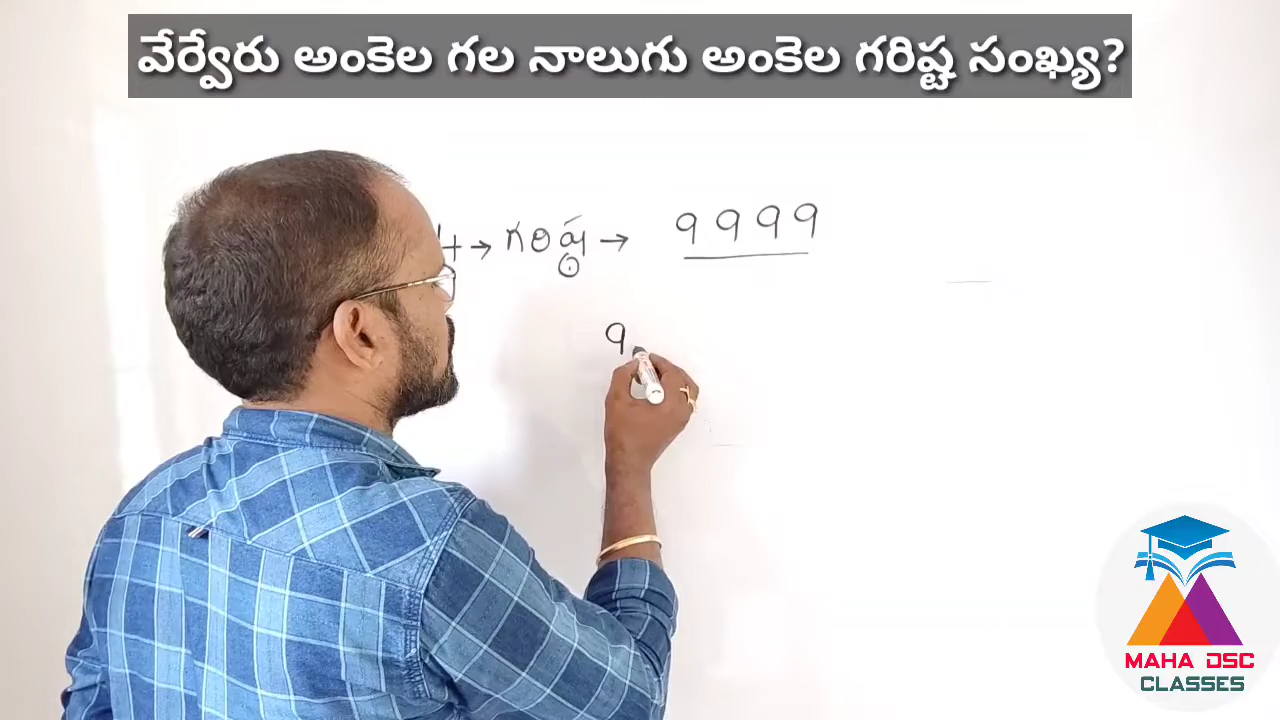 వేర్వేరు అంకెల గల నాలుగు అంకెల గరిష్ట సంఖ్య?
4 → గరిష్ఠ → 9999
9
MAHA DSC
CLASSES